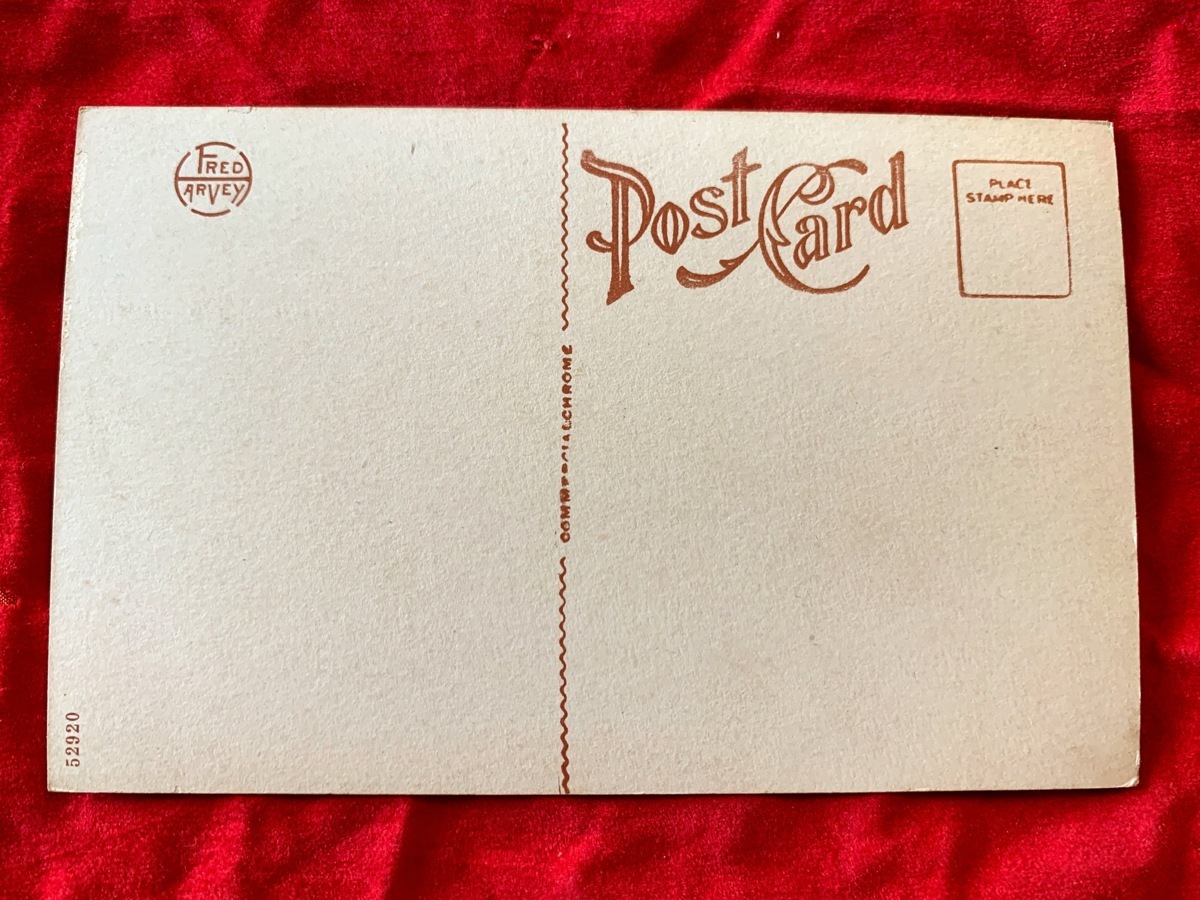 FRED
HARVEY
Post Card
PLACE
STAMP HERE
COMMERCIALCHROME
52920